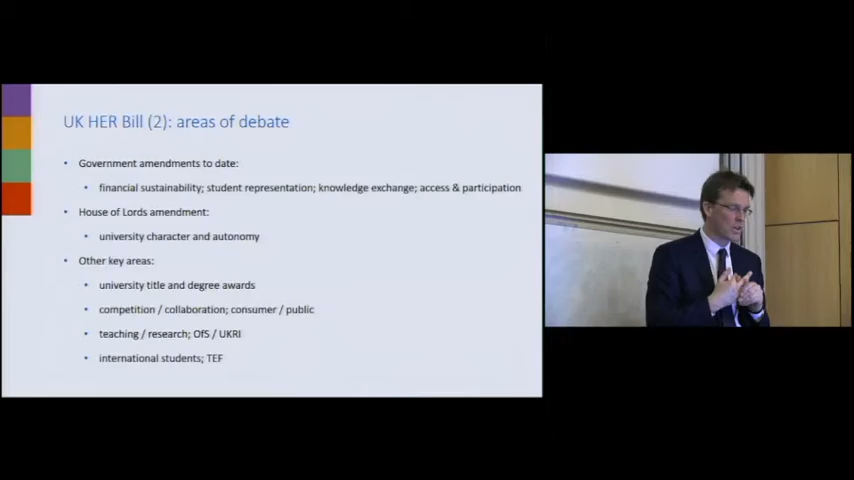 UK HER Bill (2): areas of debate
• Government amendments to date:
• financial sustainability; student representation; knowledge exchange; access & participation
• House of Lords amendment:
• university character and autonomy
• Other key areas:
• university title and degree awards
• competition / collaboration; consumer / public
• teaching / research; OfS / UKRI
• international students; TEF